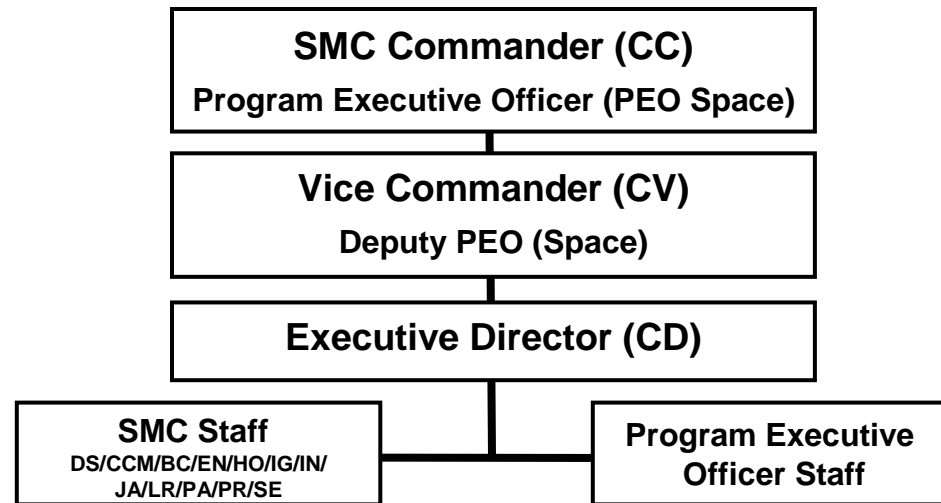 SMC Commander (CC)
Program Executive Officer (PEO Space)
Vice Commander (CV)
Deputy PEO (Space)
Executive Director (CD)
SMC Staff
DS/CCM/BC/EN/HO/IG/IN/
JA/LR/PA/PR/SE
Program Executive
Officer Staff